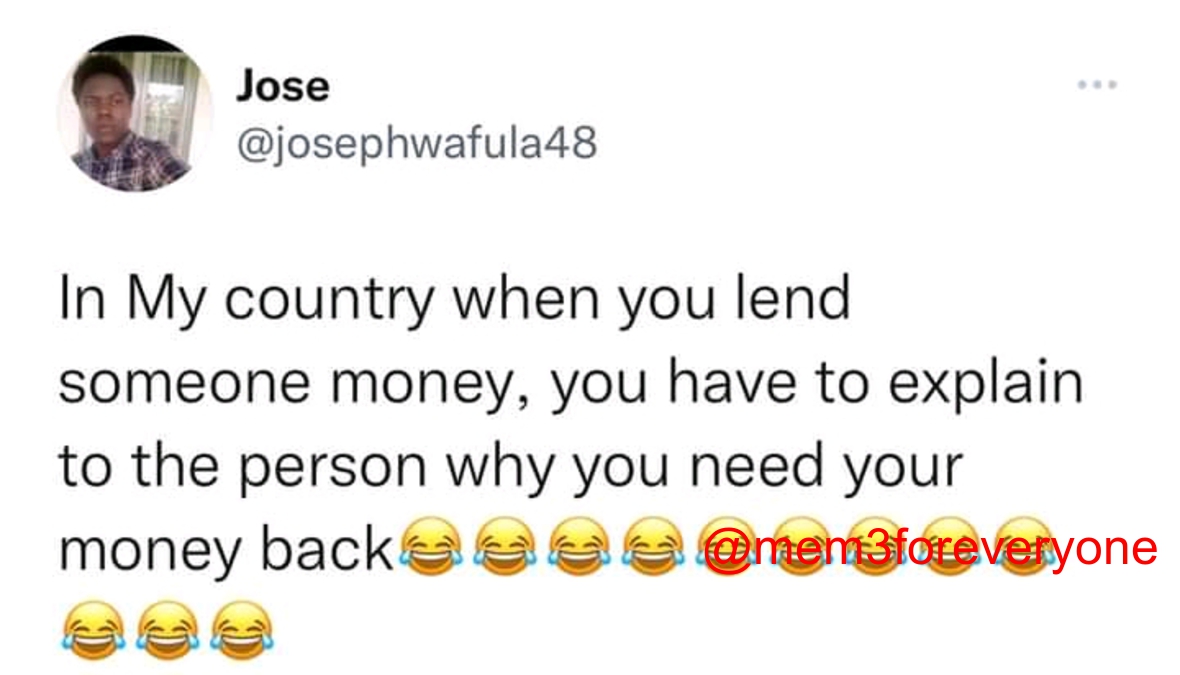 Jose
@josephwafula48
In My country when you lend
someone money, you have to explain
to the person why you need your
money back😂😂😂😂😂😂😂😂😂
@mem3foreveryone
😂😂😂